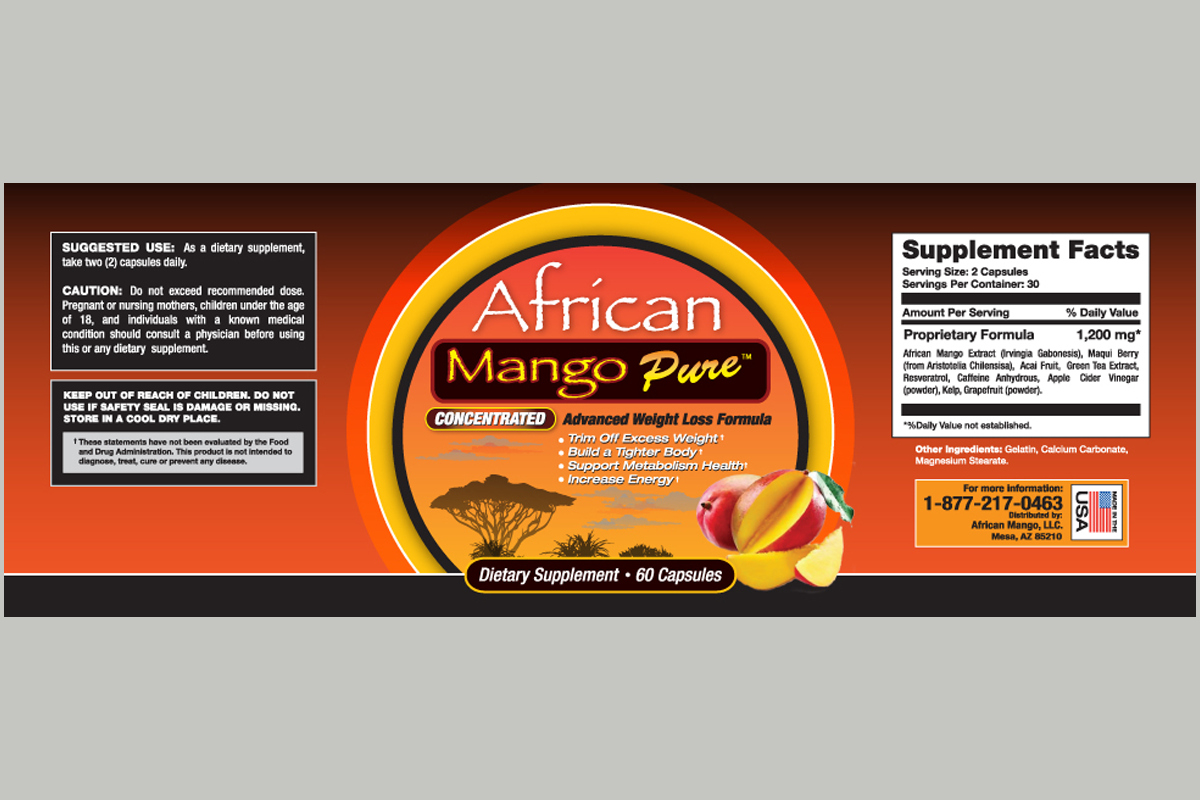 SUGGESTED USE: As a dietary supplement,
take two (2) capsules daily.
CAUTION: Do not exceed recommended dose.
Pregnant or nursing mothers, children under the age
of 18, and individuals with a known medical
condition should consult a physician before using
this or any dietary supplement.
KEEP OUT OF REACH OF CHILDREN. DO NOT
USE IF SAFETY SEAL IS DAMAGE OR MISSING.
STORE IN A COOL DRY PLACE.
† These statements have not been evaluated by the Food
and Drug Administration. This product is not intended to
diagnose, treat, cure or prevent any disease.
African
Mango Pure™
CONCENTRATED Advanced Weight Loss Formula
• Trim Off Excess Weight†
• Build a Tighter Body†
• Support Metabolism Health†
• Increase Energy†
Dietary Supplement • 60 Capsules
Supplement Facts
Serving Size: 2 Capsules
Servings Per Container: 30
Amount Per Serving % Daily Value
Proprietary Formula 1,200 mg*
African Mango Extract (Irvingia Gabonesis), Maqui Berry
(from Aristotelia Chilensisa), Acai Fruit, Green Tea Extract,
Resveratrol, Caffeine Anhydrous, Apple Cider Vinegar
(powder), Kelp, Grapefruit (powder).
*%Daily Value not established.
Other Ingredients: Gelatin, Calcium Carbonate,
Magnesium Stearate.
For more information:
1-877-217-0463
Distributed by:
African Mango, LLC.
Mesa, AZ 85210
MADE IN THE
USA